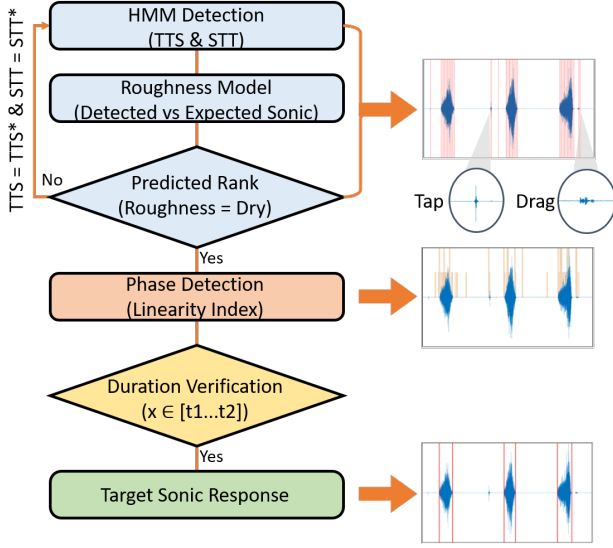 TTS = TTS* & STT = STT*
HMM Detection
(TTS & STT)
Roughness Model
(Detected vs Expected Sonic)
No
Predicted Rank
(Roughness = Dry)
Tap
Drag
Yes
Phase Detection
(Linearity Index)
Duration Verification
(x ∈ [t1...t2])
Yes
Target Sonic Response